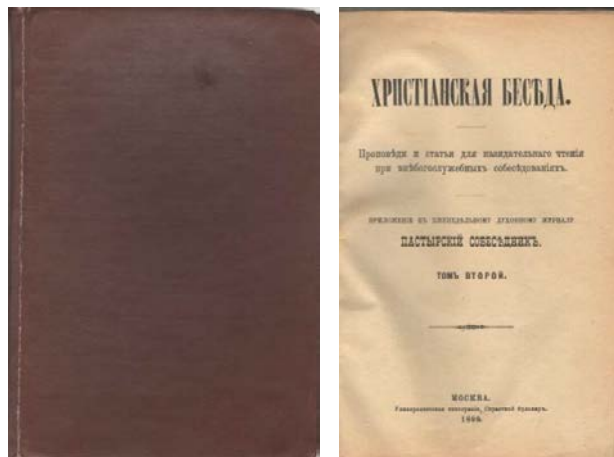 ХРИСТІАНСКАЯ БЕСѢДА.
Проповѣди и статьи для назидательнаго чтенія
при внѣбогослужебныхъ собесѣдованіяхъ.
ПРИЛОЖЕНІЕ КЪ ЕЖЕНЕДѢЛЬНОМУ ДУХОВНОМУ ЖУРНАЛУ
ПАСТЫРСКІЙ СОБЕСѢДНИКЪ.
ТОМЪ ВТОРОЙ.
МОСКВА.
Университетская типографія, Страстной бульваръ.